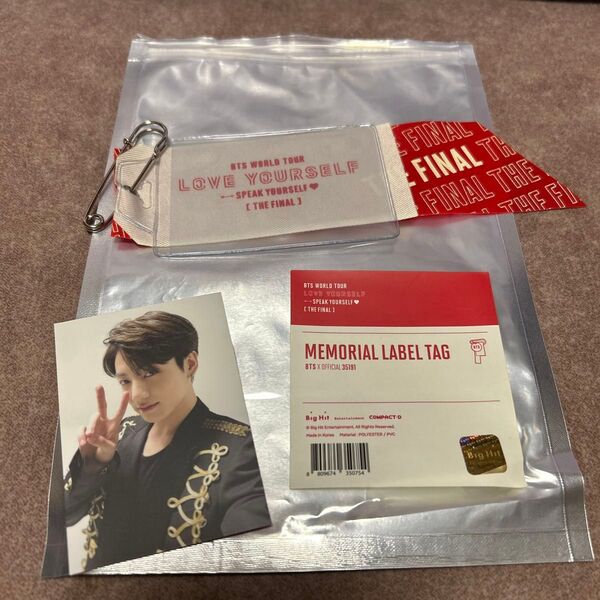 BTS WORLD TOUR
LOVE YOURSELF
SPEAK YOURSELF
[ THE FINAL ]
FINAL
THE FINAL
FINAL THE
THE FINAL
BTS WORLD TOUR
LOVE YOURSELF
SPEAK YOURSELF
[ THE FINAL ]
MEMORIAL LABEL TAG
BTS X OFFICIAL 35191
BTS
Big Hit Entertainment COMPACT-D
® Big Hit Entertainment. All Rights Reserved.
Made in Korea Material : POLYESTER / PVC
8 809674 350754
Big Hit